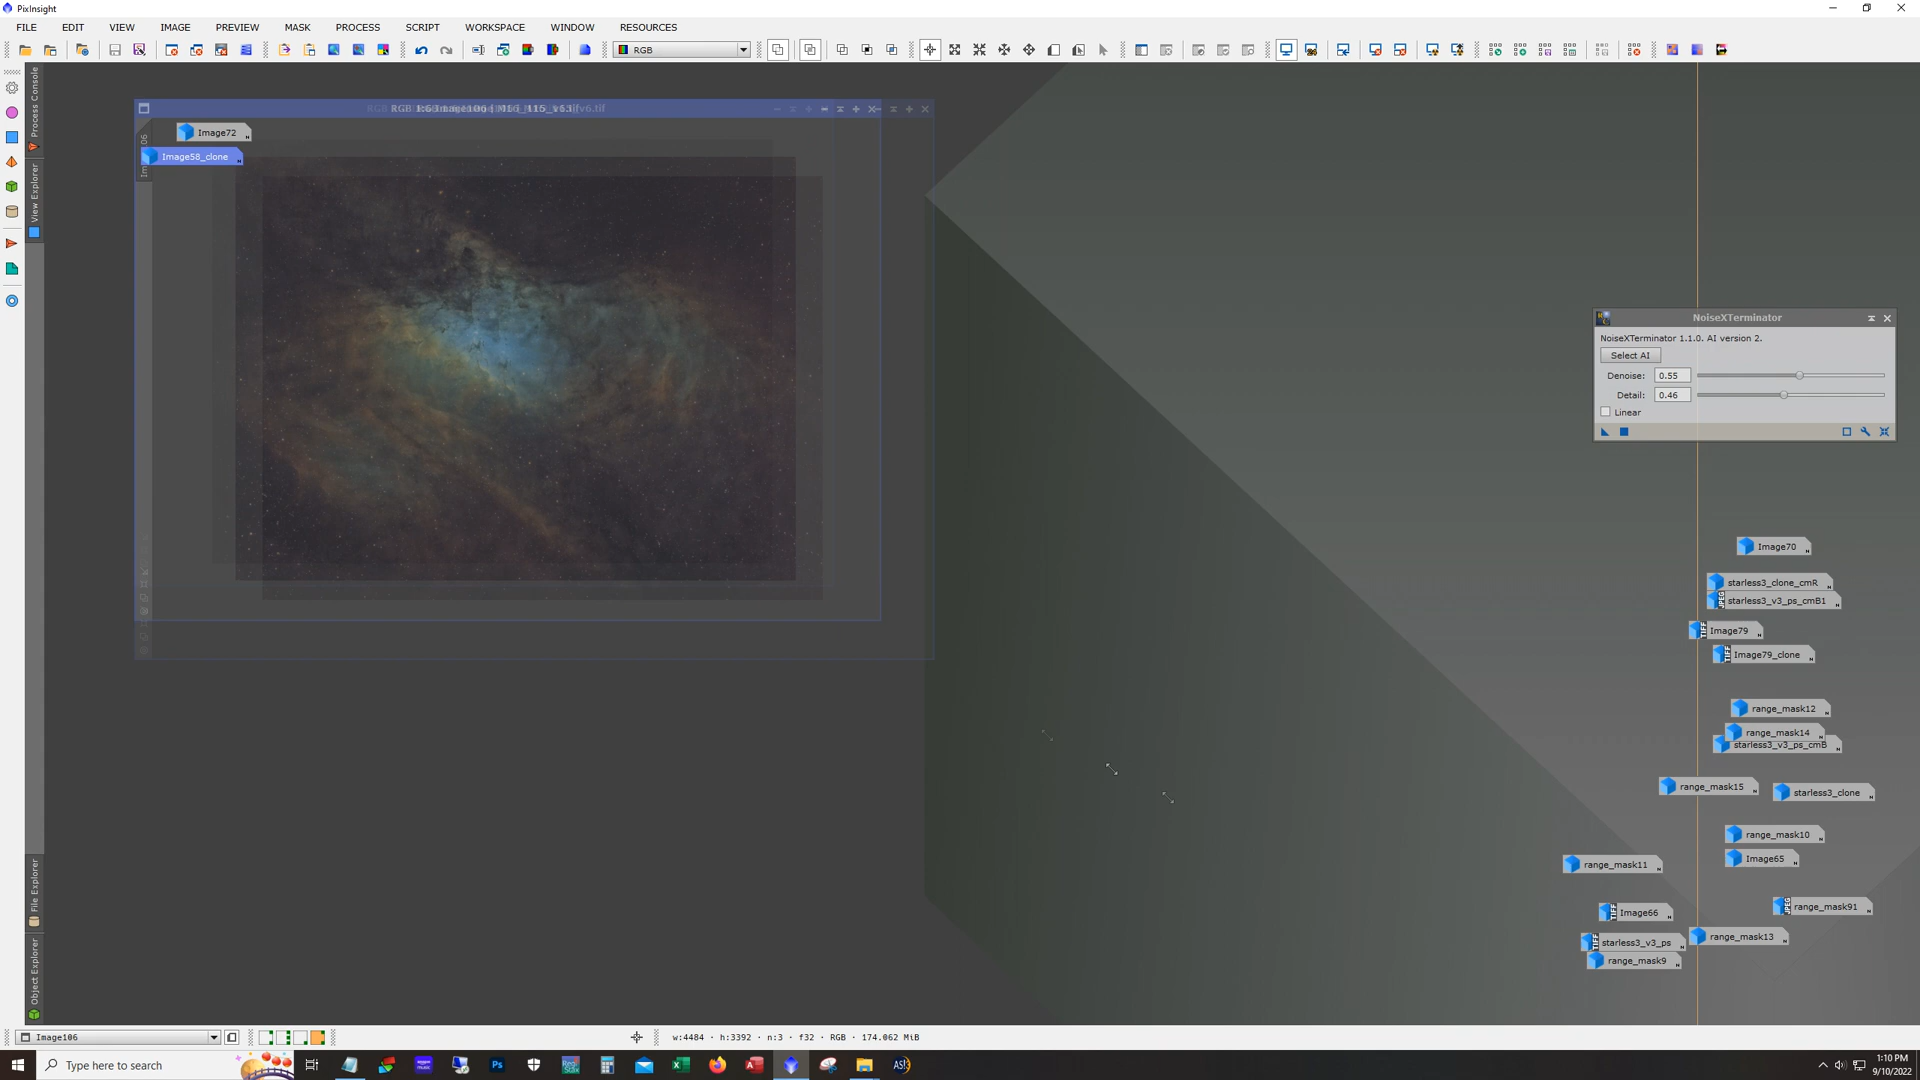 PixInsight
FILE EDIT VIEW IMAGE PREVIEW MASK PROCESS SCRIPT WORKSPACE WINDOW RESOURCES
RGB
Process Console
View Explorer
File Explorer
Object Explorer
Image72
Image58_clone
NoiseXTerminator
NoiseXTerminator 1.1.0. AI version 2.
Select AI
Denoise: 0.55
Detail: 0.46
Linear
Image70
starless3_clone_cmR
starless3_v3_ps_cmB1
Image79
Image79_clone
range_mask12
range_mask14
starless3_v3_ps_cmB
range_mask15
starless3_clone
range_mask10
Image65
range_mask11
range_mask91
Image66
range_mask13
starless3_v3_ps
range_mask9
Image106
w:4484 · h:3392 · n:3 · f32 · RGB · 174.062 MiB
Type here to search
1:10 PM
9/10/2022